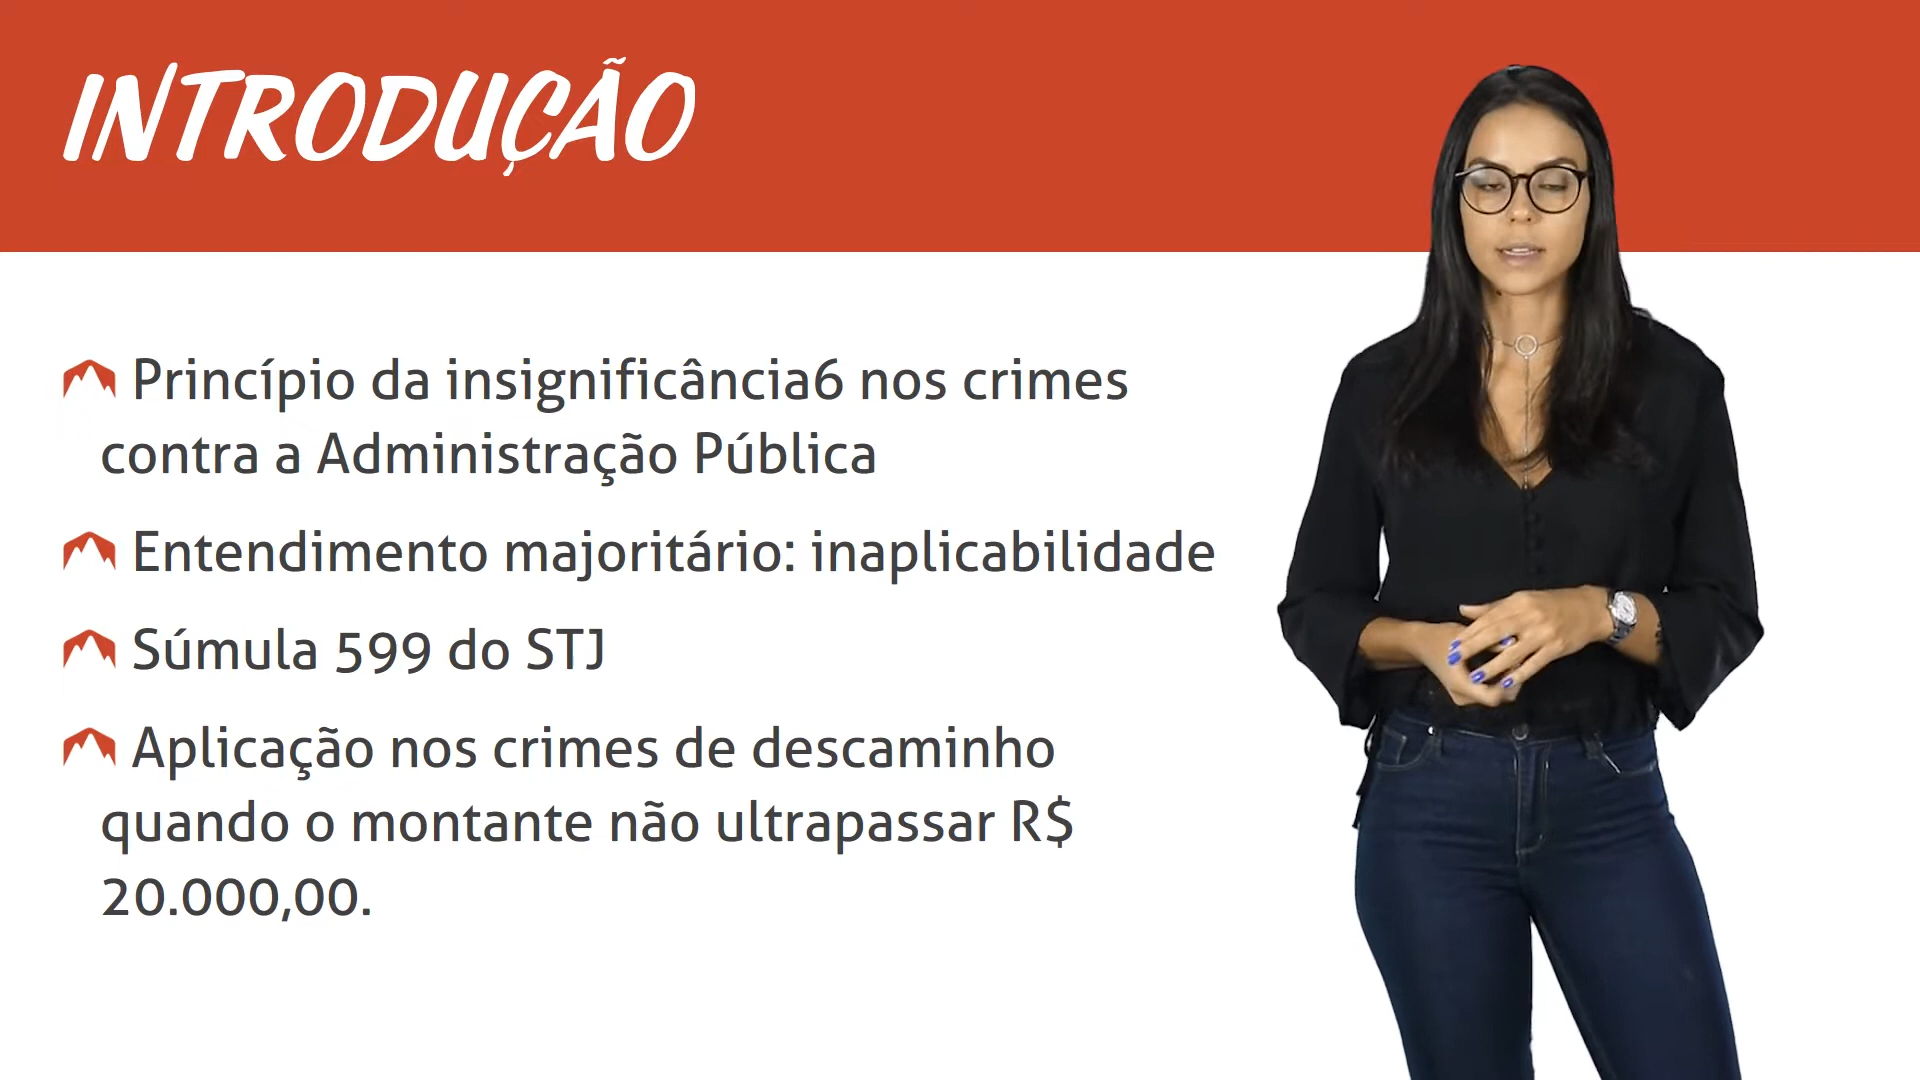 INTRODUÇÃO
Princípio da insignificância6 nos crimes
contra a Administração Pública
Entendimento majoritário: inaplicabilidade
Súmula 599 do STJ
Aplicação nos crimes de descaminho
quando o montante não ultrapassar R$
20.000,00.